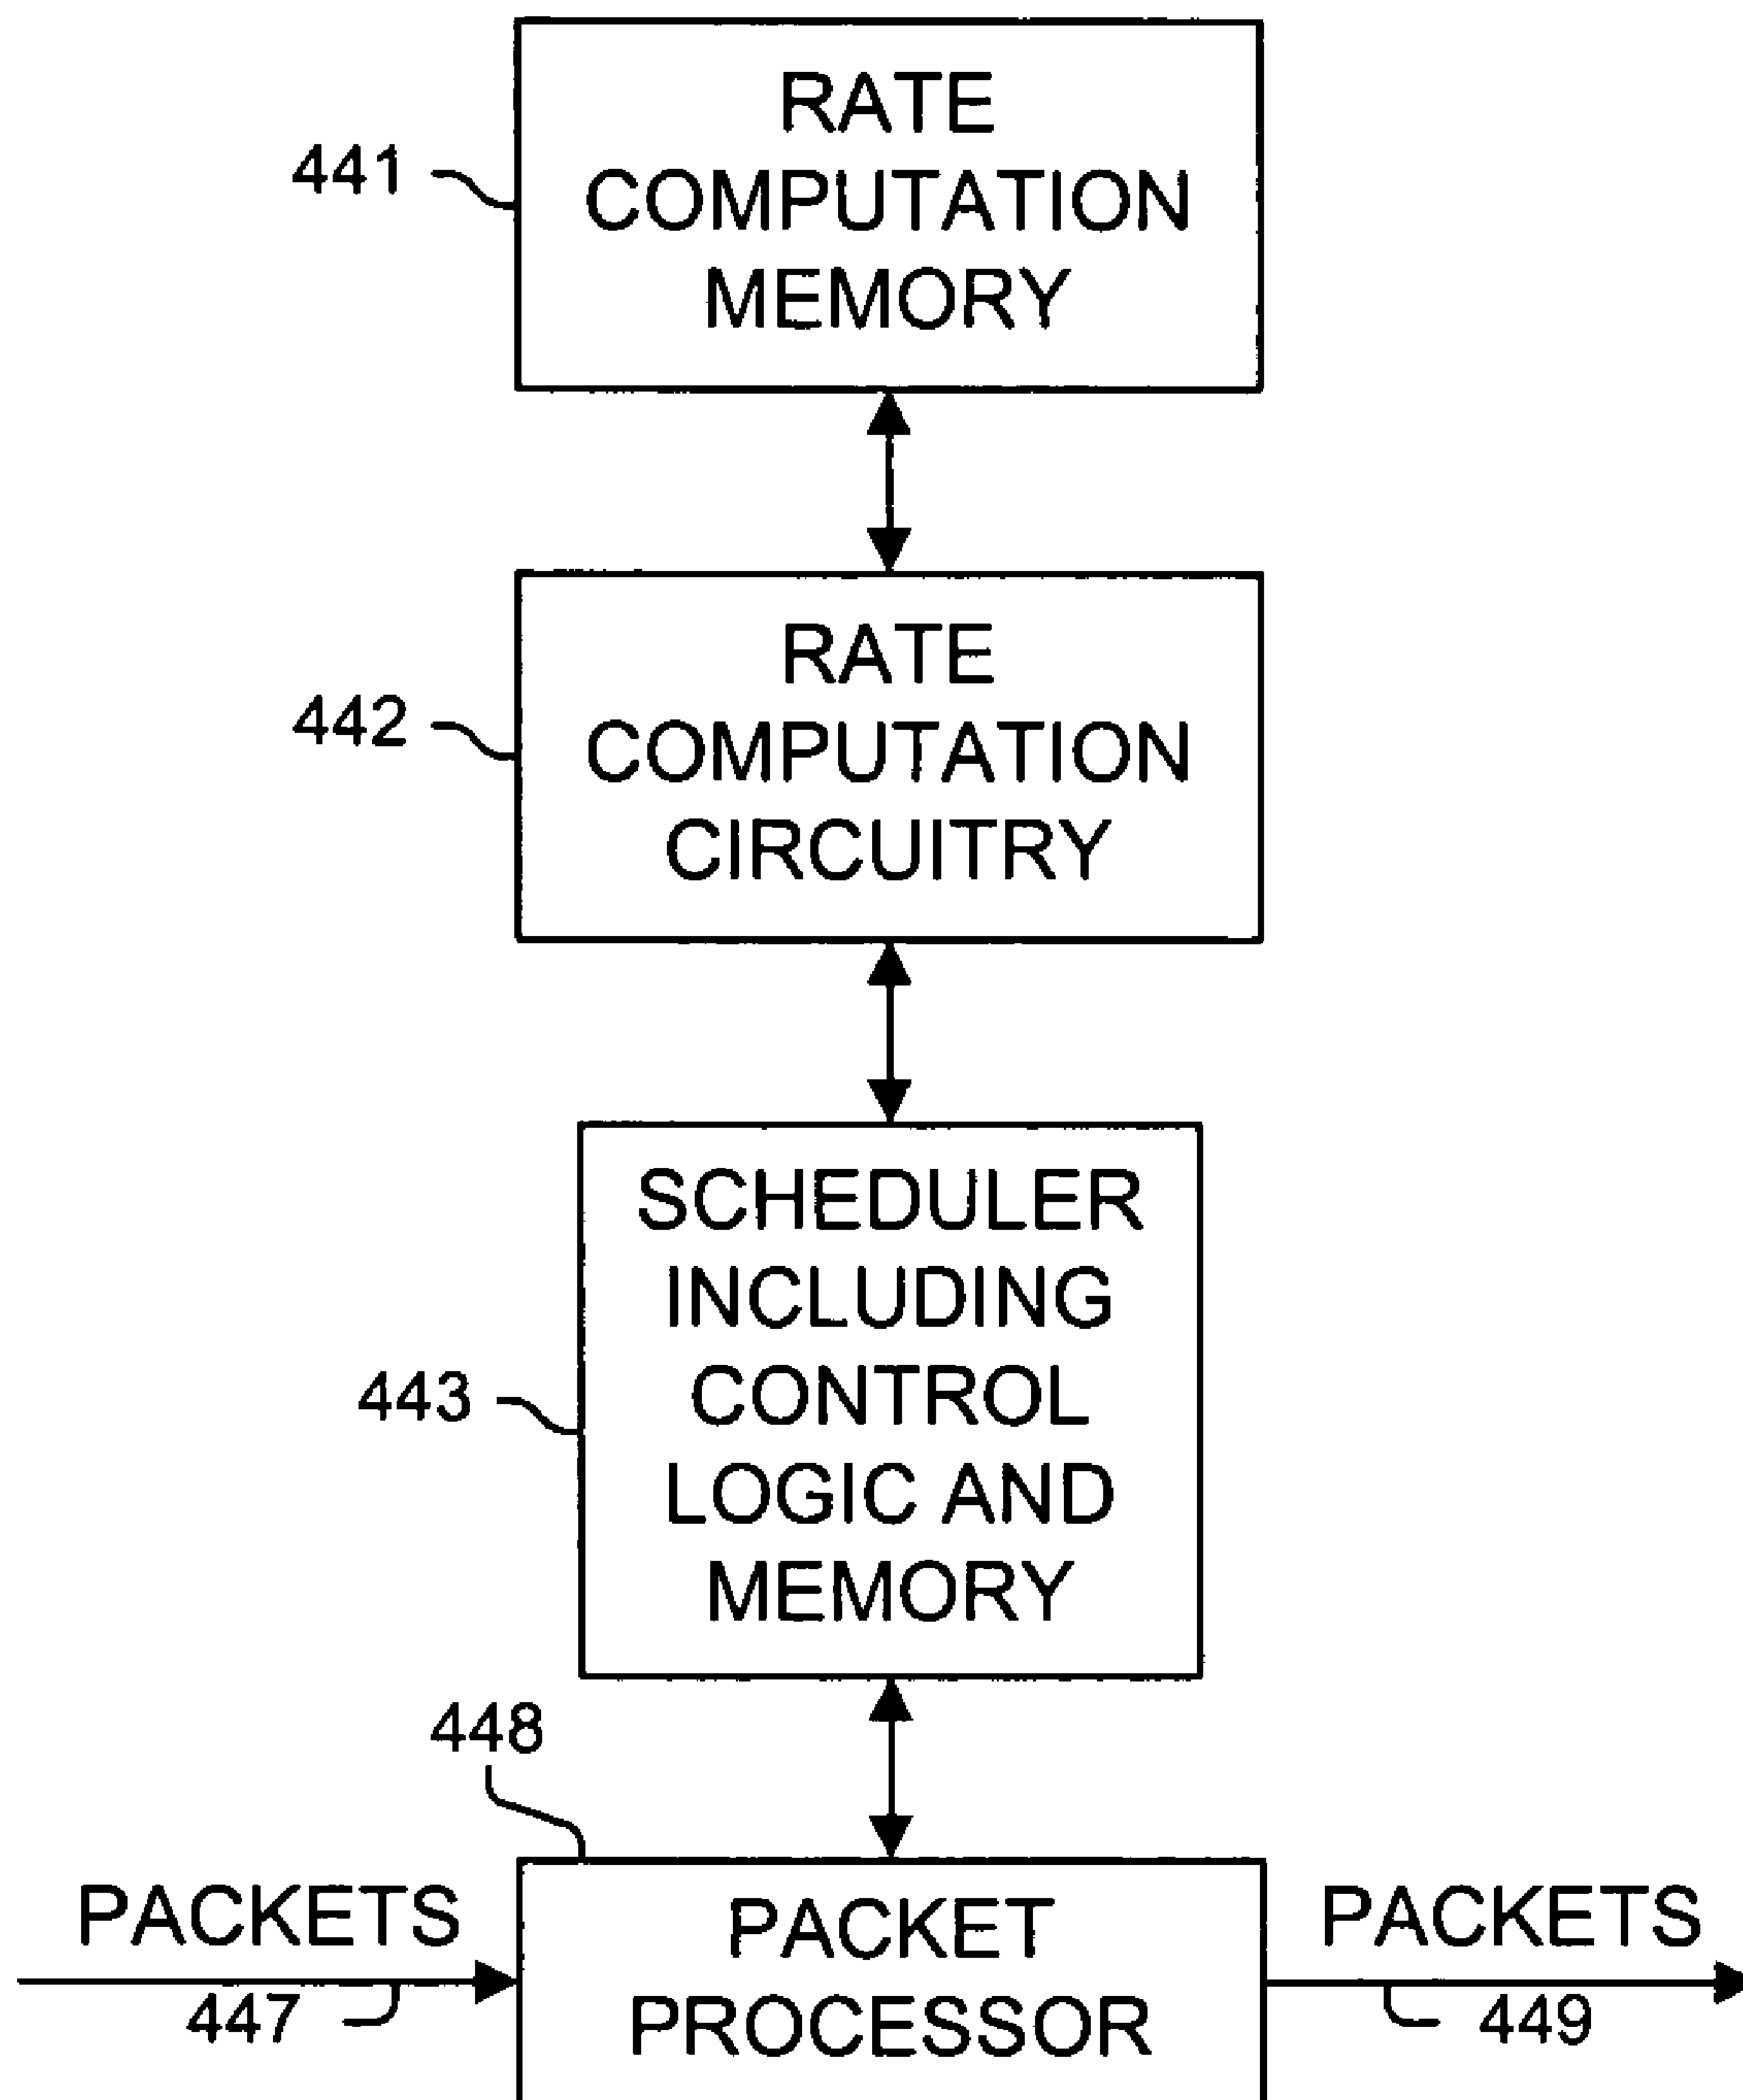 RATE
COMPUTATION
MEMORY
441
RATE
COMPUTATION
CIRCUITRY
442
SCHEDULER
INCLUDING
CONTROL
LOGIC AND
MEMORY
443
448
PACKETS
447
PACKET
PROCESSOR
PACKETS
449